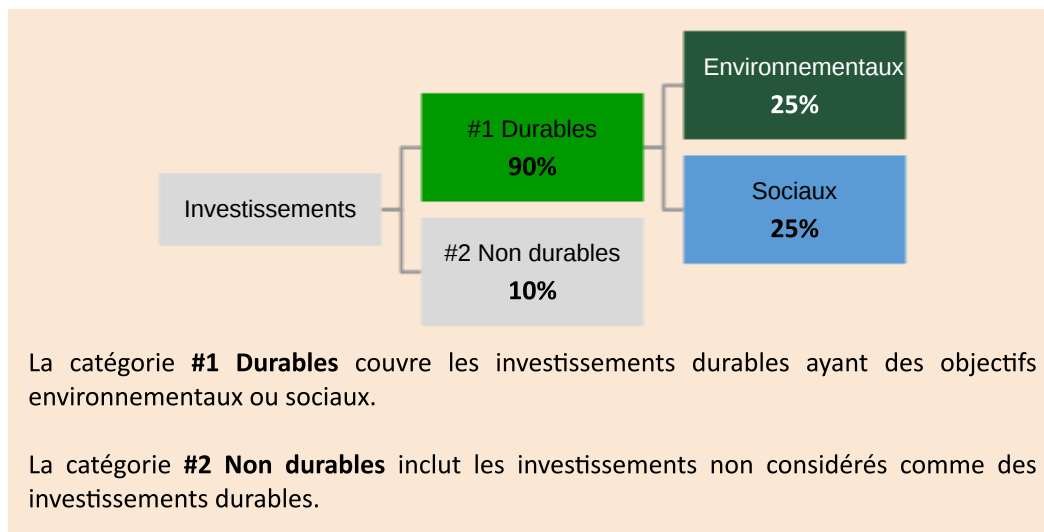 Environnementaux
25%
#1 Durables
90%
Sociaux
25%
Investissements
#2 Non durables
10%
La catégorie #1 Durables couvre les investissements durables ayant des objectifs
environnementaux ou sociaux.
La catégorie #2 Non durables inclut les investissements non considérés comme des
investissements durables.